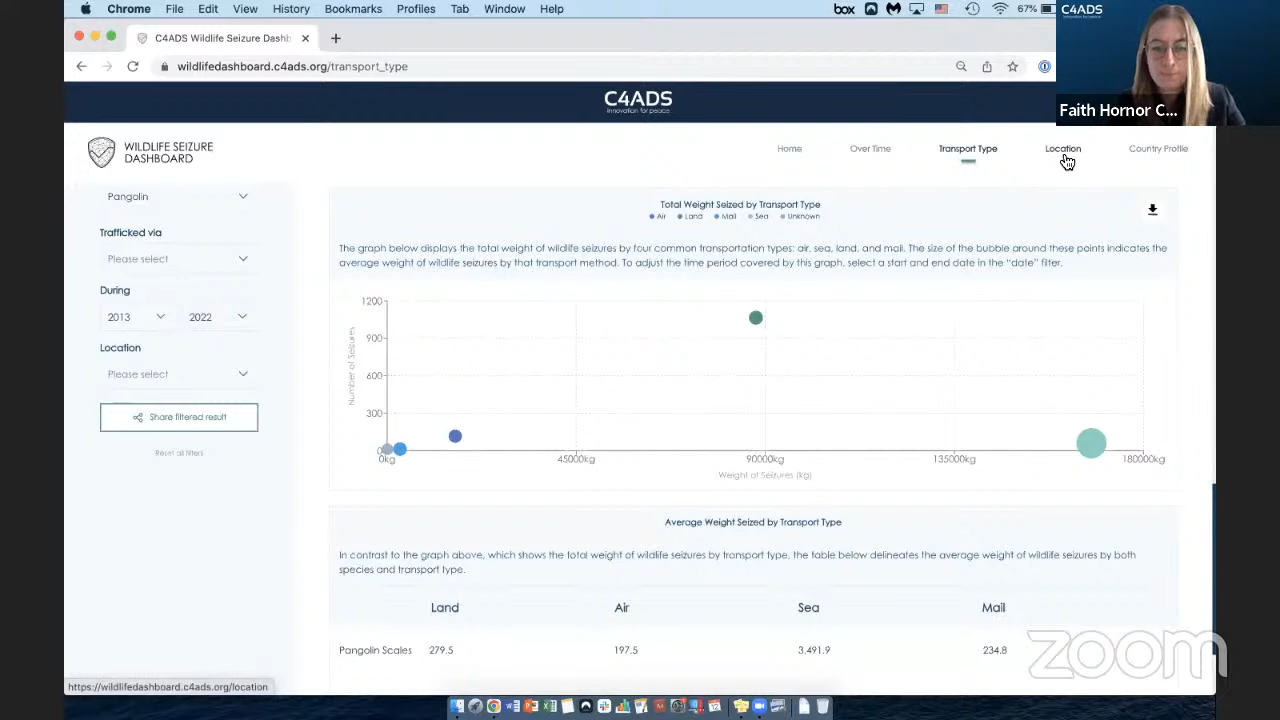 Chrome File Edit View History Bookmarks Profiles Tab Window Help
box 67%
C4ADS Wildlife Seizure Dashb
wildlifedashboard.c4ads.org/transport_type
C4ADS
innovation for peace
C4ADS
innovation for peace
Faith Hornor C...
WILDLIFE SEIZURE
DASHBOARD
Home Over Time Transport Type Location Country Profile
Pangolin
Trafficked via
Please select
During
2013 2022
Location
Please select
Share filtered result
Reset all filters
Total Weight Seized by Transport Type
Air Land Mail Sea Unknown
The graph below displays the total weight of wildlife seizures by four common transportation types: air, sea, land, and mail. The size of the bubble around these points indicates the
average weight of wildlife seizures by that transport method. To adjust the time period covered by this graph, select a start and end date in the "date" filter.
Number of Seizures
1200
900
600
300
0
0kg 45000kg 90000kg 135000kg 180000kg
Weight of Seizures (kg)
Average Weight Seized by Transport Type
In contrast to the graph above, which shows the total weight of wildlife seizures by transport type, the table below delineates the average weight of wildlife seizures by both
species and transport type.
Land Air Sea Mail
Pangolin Scales 279.5 197.5 3,491.9 234.8
zoom
https://wildlifedashboard.c4ads.org/location